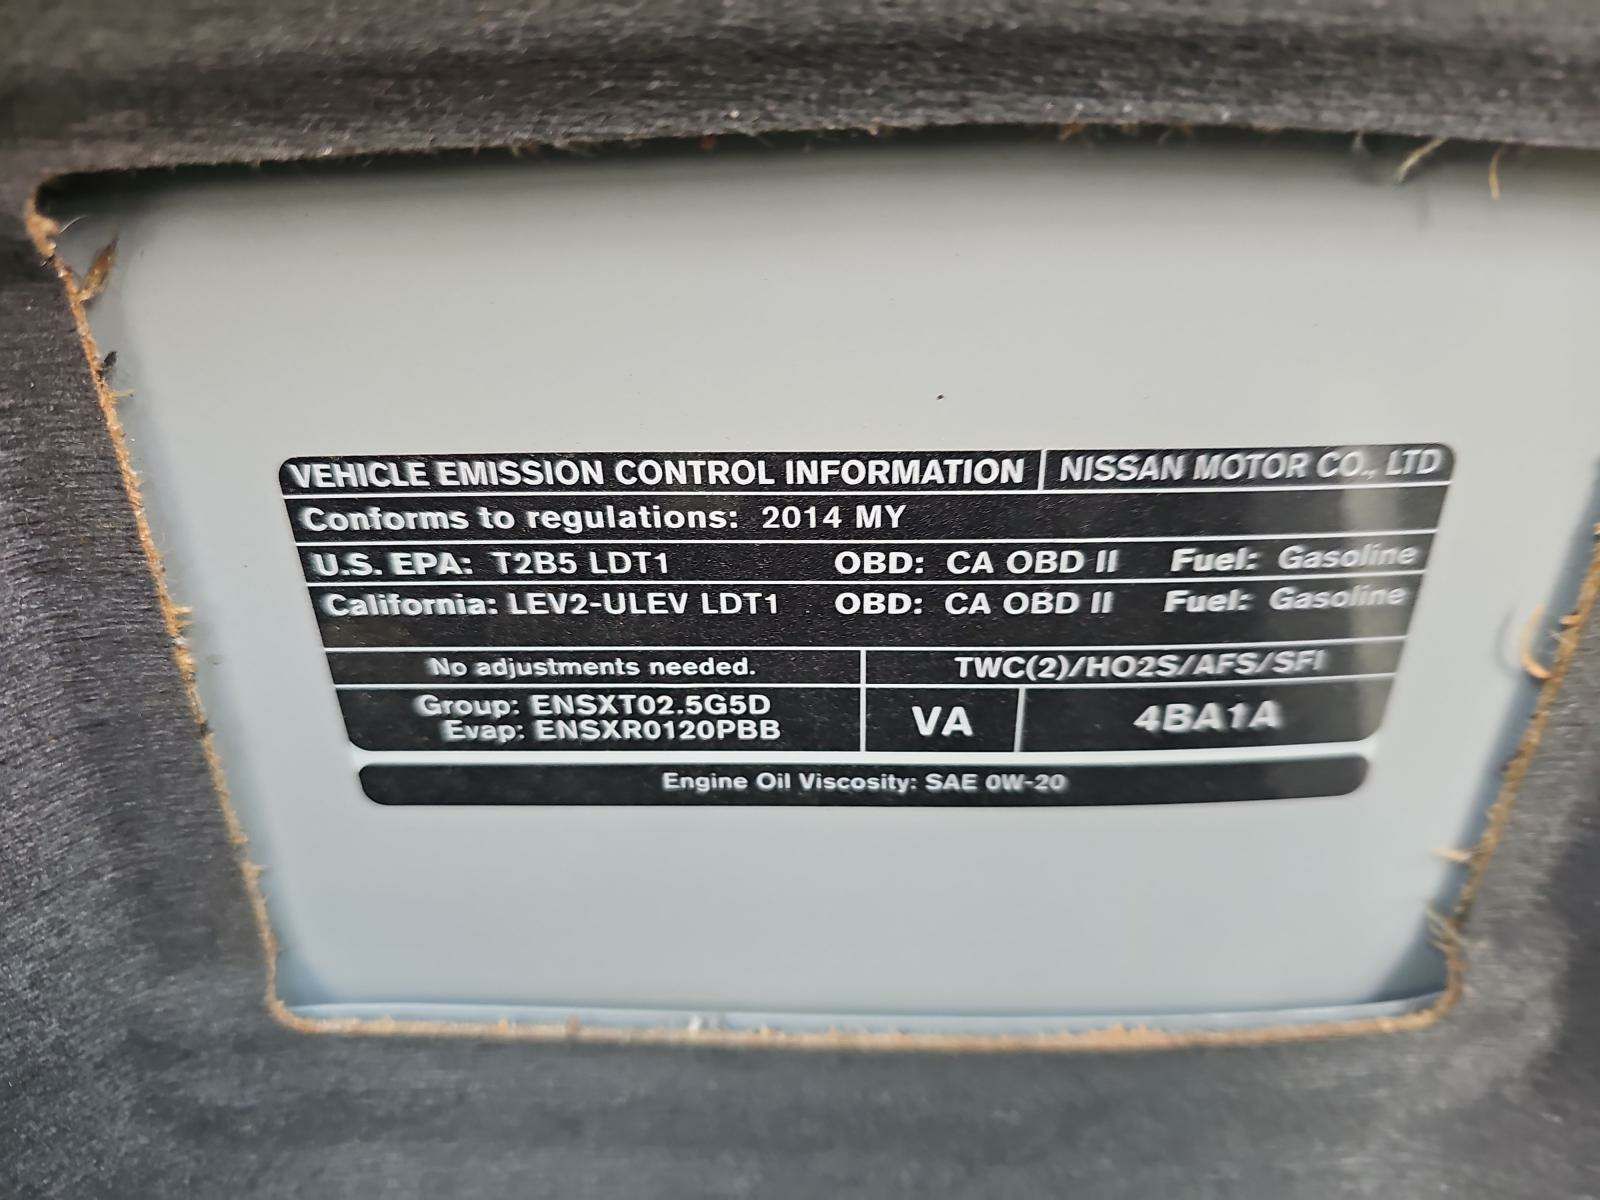 VEHICLE EMISSION CONTROL INFORMATION NISSAN MOTOR CO., LTD
Conforms to regulations: 2014 MY
U.S. EPA: T2B5 LDT1 OBD: CA OBD II Fuel: Gasoline
California: LEV2-ULEV LDT1 OBD: CA OBD II Fuel: Gasoline
No adjustments needed. TWC(2)/HO2S/AFS/SFI
Group: ENSXT02.5G5D
Evap: ENSXR0120PBB
VA 4BA1A
Engine Oil Viscosity: SAE 0W-20